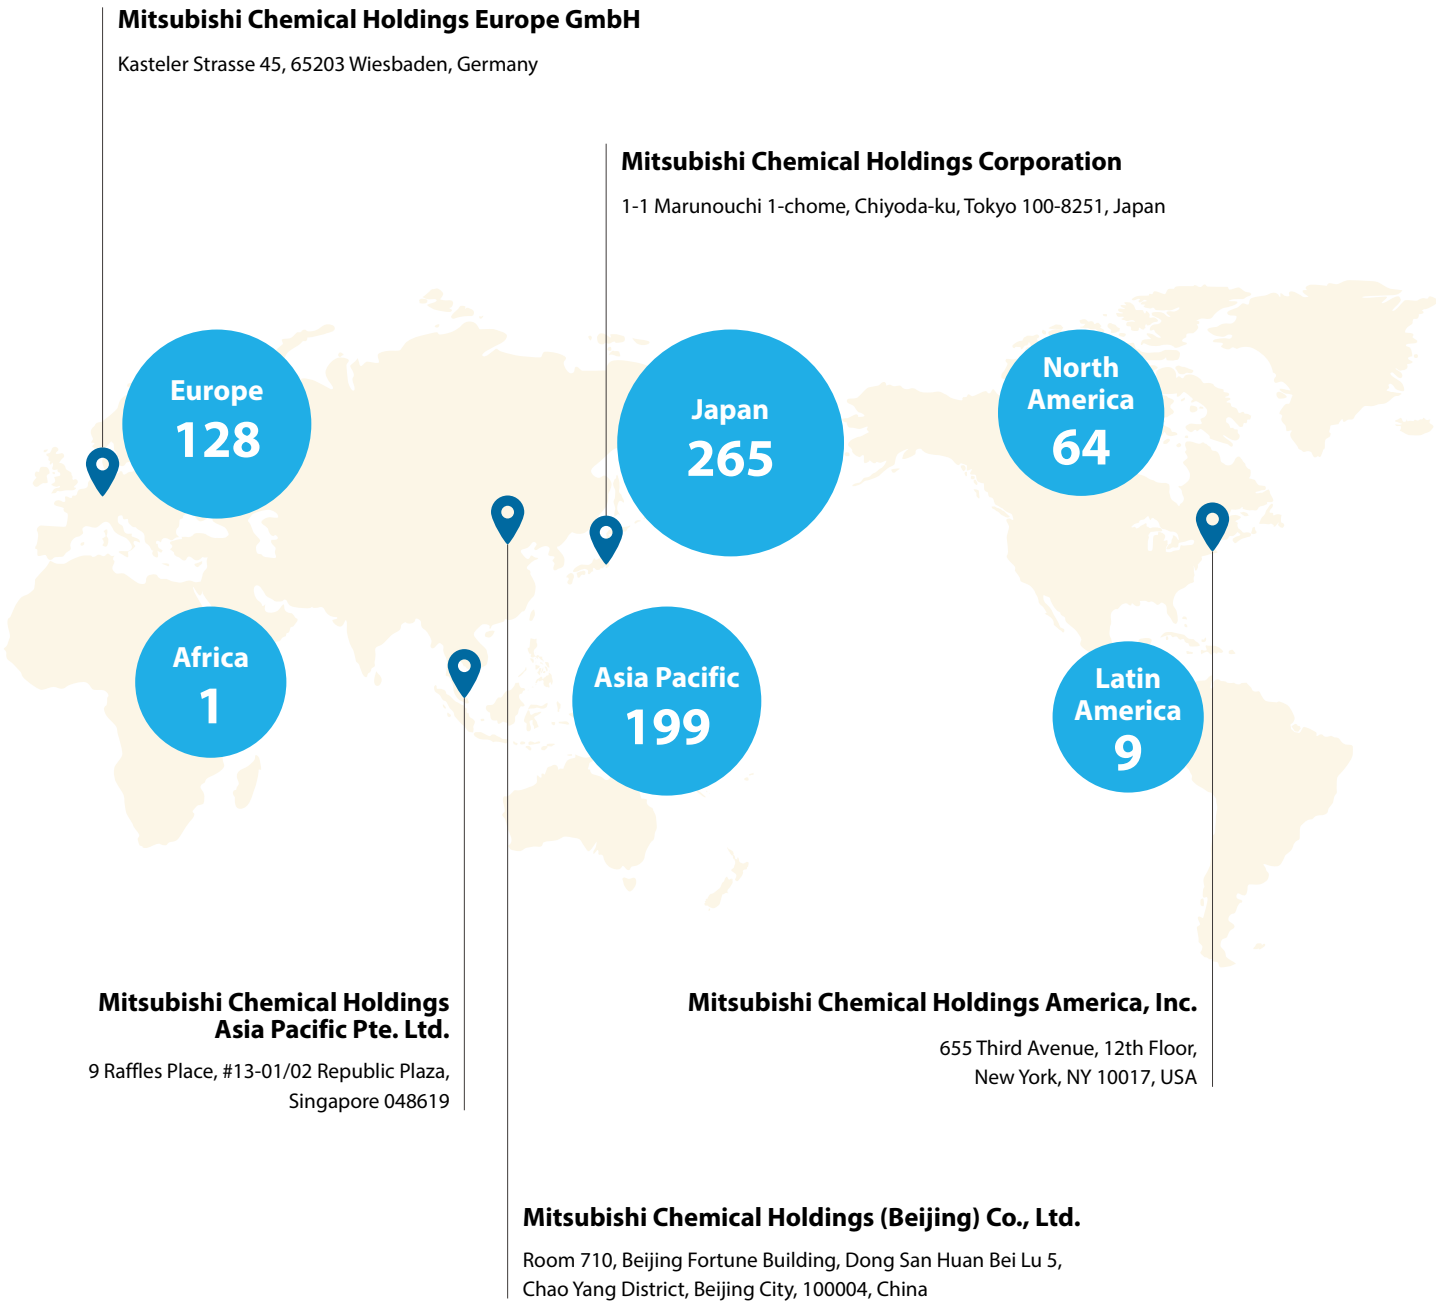 Mitsubishi Chemical Holdings Europe GmbH
Kasteler Strasse 45, 65203 Wiesbaden, Germany
Mitsubishi Chemical Holdings Corporation
1-1 Marunouchi 1-chome, Chiyoda-ku, Tokyo 100-8251, Japan
Europe
128
Japan
265
North
America
64
Africa
1
Asia Pacific
199
Latin
America
9
Mitsubishi Chemical Holdings
Asia Pacific Pte. Ltd.
9 Raffles Place, #13-01/02 Republic Plaza,
Singapore 048619
Mitsubishi Chemical Holdings America, Inc.
655 Third Avenue, 12th Floor,
New York, NY 10017, USA
Mitsubishi Chemical Holdings (Beijing) Co., Ltd.
Room 710, Beijing Fortune Building, Dong San Huan Bei Lu 5,
Chao Yang District, Beijing City, 100004, China